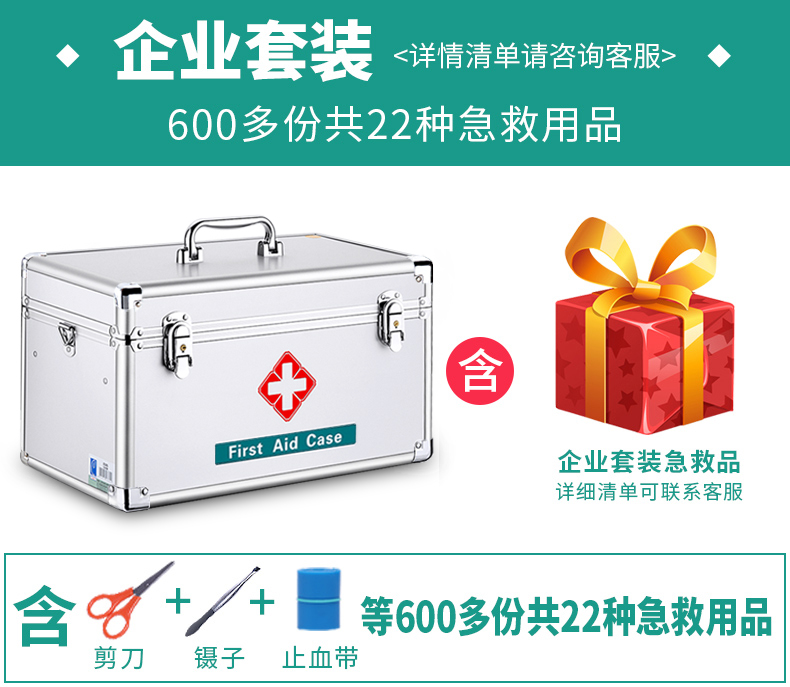 企业套装 <详情清单请咨询客服>
600多份共22种急救用品
First Aid Case
含
企业套装急救品
详细清单可联系客服
含
剪刀
镊子
止血带
等600多份共22种急救用品